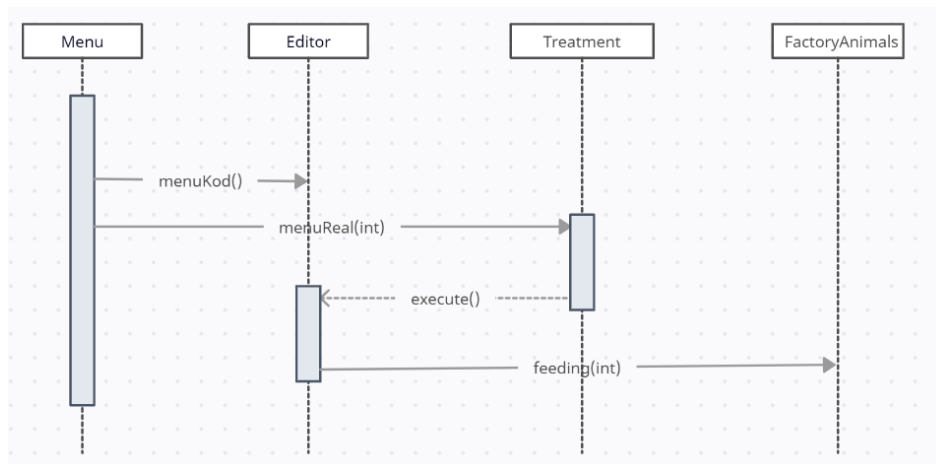 Menu
Editor
Treatment
FactoryAnimals
menuKod()
menuReal(int)
execute()
feeding(int)